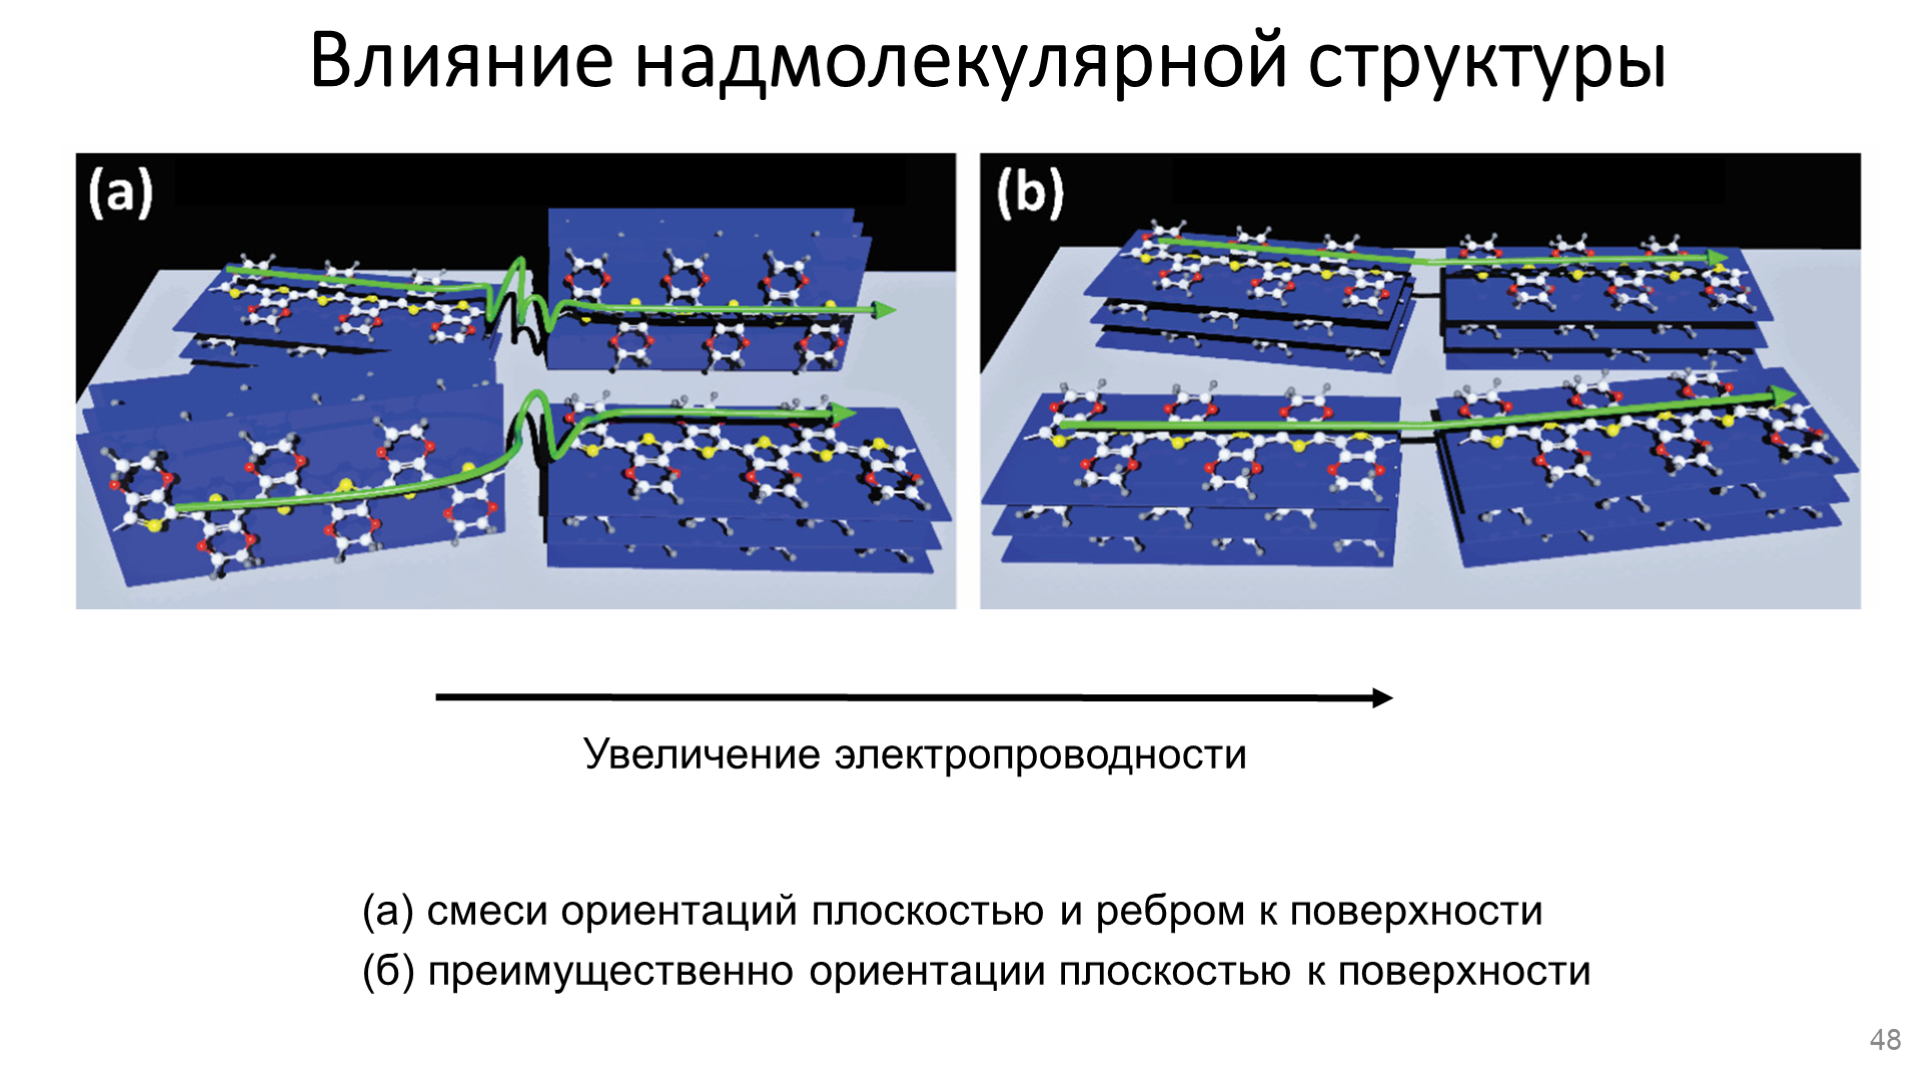 Влияние надмолекулярной структуры
(a)
(b)
Увеличение электропроводности
(а) смеси ориентаций плоскостью и ребром к поверхности
(б) преимущественно ориентации плоскостью к поверхности
48